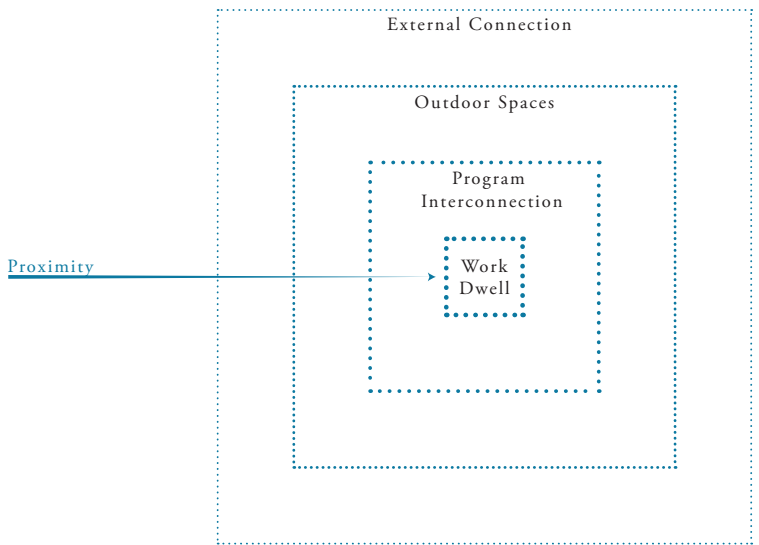 External Connection
Outdoor Spaces
Program
Interconnection
Proximity
Work
Dwell